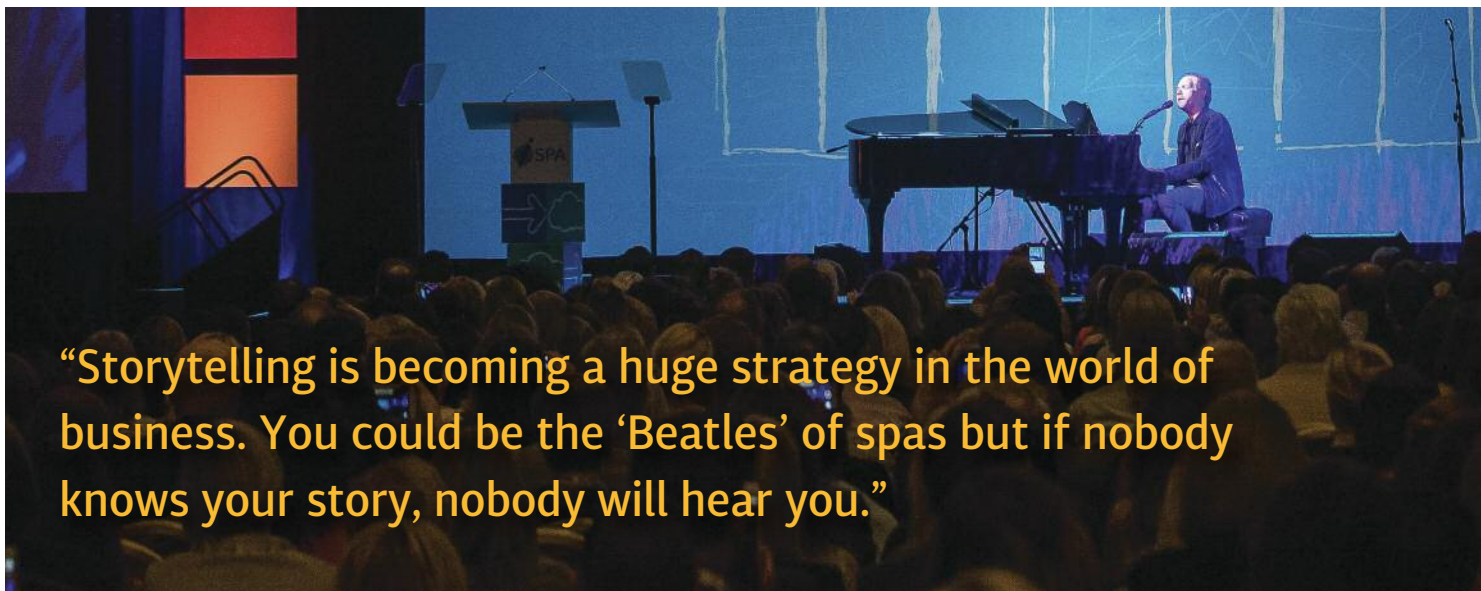 SPA
“Storytelling is becoming a huge strategy in the world of
business. You could be the ‘Beatles’ of spas but if nobody
knows your story, nobody will hear you.”